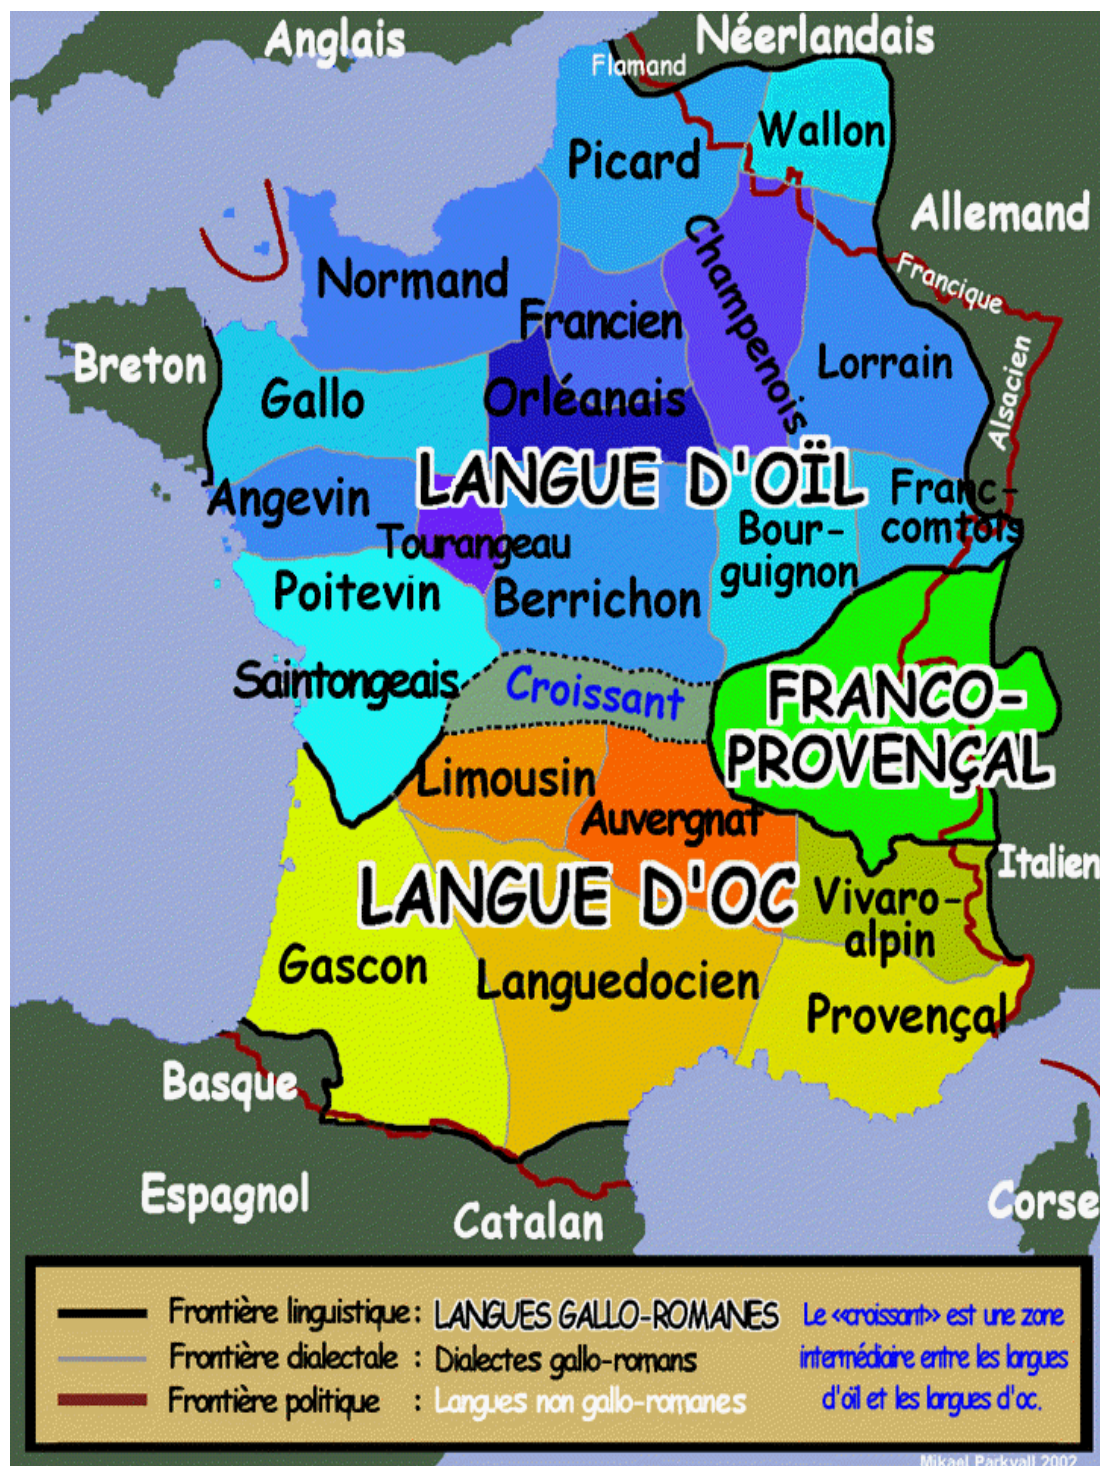 Anglais
Néerlandais
Flamand
Wallon
Picard
Allemand
Champenois
Francique
Normand
Francien
Breton
Lorrain
Alsacien
Gallo
Orléanais
LANGUE D'OÏL
Angevin
Franc-
comtois
Tourangeau
Bour-
guignon
Poitevin
Berrichon
Saintongeais
Croissant
FRANCO-
PROVENÇAL
Limousin
Auvergnat
Italien
LANGUE D'OC
Vivaro-
alpin
Gascon
Languedocien
Provençal
Basque
Espagnol
Catalan
Corse
Frontière linguistique : LANGUES GALLO-ROMANES
Frontière dialectale : Dialectes gallo-romans
Frontière politique : Langues non gallo-romanes
Le «croissant» est une zone
intermédiaire entre les langues
d'oïl et les langues d'oc.
Mikael Parkvall 2002